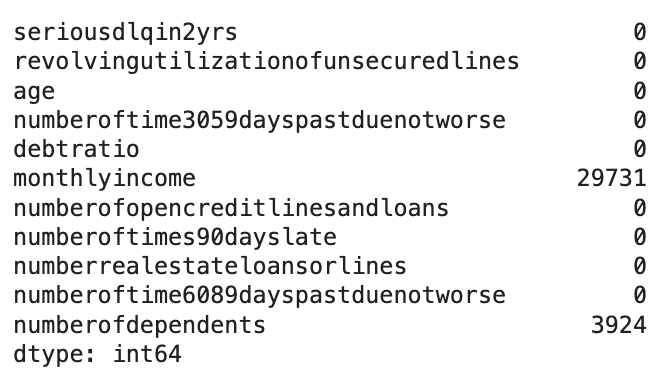 seriousdlqin2yrs 0
revolvingutilizationofunsecuredlines 0
age 0
numberoftime3059dayspastduenotworse 0
debtratio 0
monthlyincome 29731
numberofopencreditlinesandloans 0
numberoftimes90dayslate 0
numberrealestateloansorlines 0
numberoftime6089dayspastduenotworse 0
numberofdependents 3924
dtype: int64